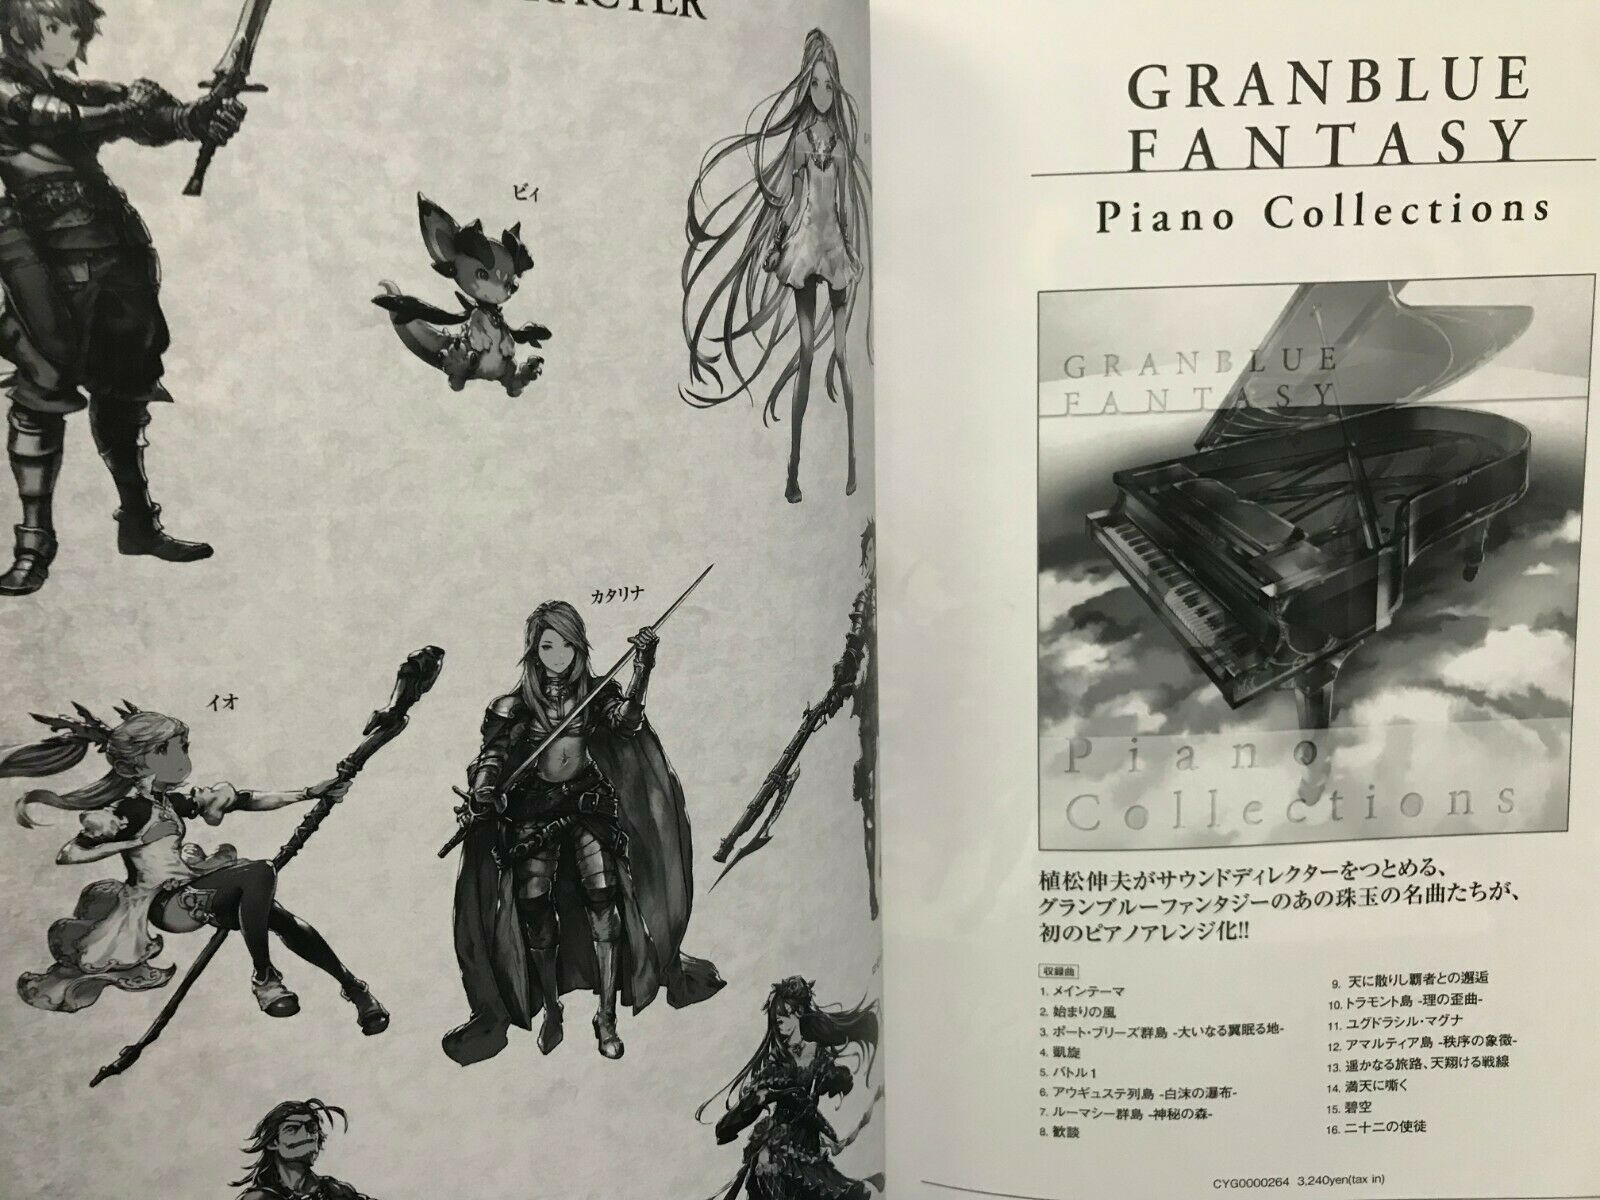 ビィ
イオ
カタリナ
GRANBLUE
FANTASY
Piano Collections
GRANBLUE
FANTASY
Piano
Collections
植松伸夫がサウンドディレクターをつとめる、
グランブルーファンタジーのあの珠玉の名曲たちが、
初のピアノアレンジ化!!
収録曲
1. メインテーマ
2. 始まりの風
3. ポート・ブリーズ群島 -大いなる翼眠る地-
4. 凱旋
5. バトル1
6. アウギュステ列島 -白沫の瀑布-
7. ルーマシー群島 -神秘の森-
8. 歓談
9. 天に散りし覇者との邂逅
10. トラモント島 -理の歪曲-
11. ユグドラシル・マグナ
12. アマルティア島 -秩序の象徴-
13. 遥かなる旅路、天翔ける戦線
14. 満天に嘶く
15. 碧空
16. 二十二の使徒
CYG0000264 3,240yen(tax in)